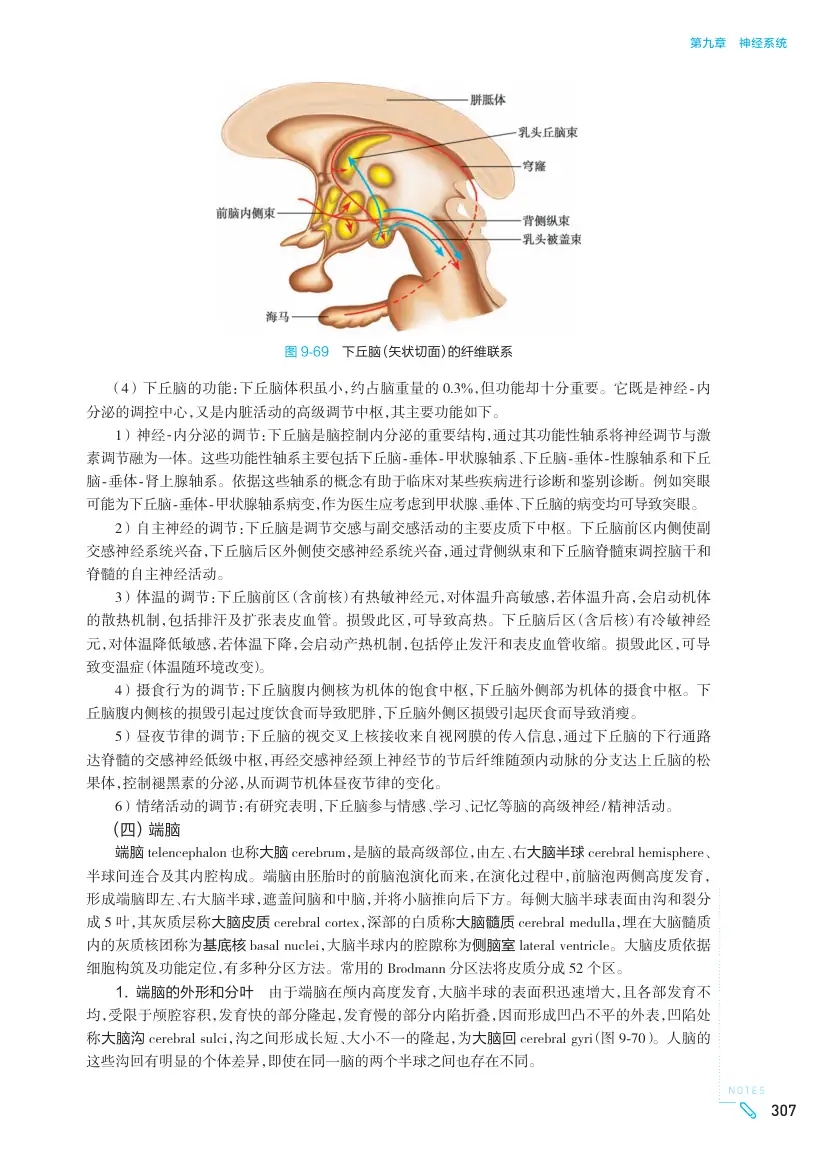 第九章 神经系统
胼胝体
乳头丘脑束
穹窿
前脑内侧束
背侧纵束
乳头被盖束
海马
图 9-69 下丘脑（矢状切面）的纤维联系
（4）下丘脑的功能：下丘脑体积虽小，约占脑重量的 0.3%，但功能却十分重要。它既是神经-内
分泌的调控中心，又是内脏活动的高级调节中枢，其主要功能如下。
1）神经-内分泌的调节：下丘脑是脑控制内分泌的重要结构，通过其功能性轴系将神经调节与激
素调节融为一体。这些功能性轴系主要包括下丘脑-垂体-甲状腺轴系、下丘脑-垂体-性腺轴系和下丘
脑-垂体-肾上腺轴系。依据这些轴系的概念有助于临床对某些疾病进行诊断和鉴别诊断。例如突眼
可能为下丘脑-垂体-甲状腺轴系病变，作为医生应考虑到甲状腺、垂体、下丘脑的病变均可导致突眼。
2）自主神经的调节：下丘脑是调节交感与副交感活动的主要皮质下中枢。下丘脑前区内侧使副
交感神经系统兴奋，下丘脑后区外侧使交感神经系统兴奋，通过背侧纵束和下丘脑脊髓束调控脑干和
脊髓的自主神经活动。
3）体温的调节：下丘脑前区（含前核）有热敏神经元，对体温升高敏感，若体温升高，会启动机体
的散热机制，包括排汗及扩张表皮血管。损毁此区，可导致高热。下丘脑后区（含后核）有冷敏神经
元，对体温降低敏感，若体温下降，会启动产热机制，包括停止发汗和表皮血管收缩。损毁此区，可导
致变温症（体温随环境改变）。
4）摄食行为的调节：下丘脑腹内侧核为机体的饱食中枢，下丘脑外侧部为机体的摄食中枢。下
丘脑腹内侧核的损毁引起过度饮食而导致肥胖，下丘脑外侧区损毁引起厌食而导致消瘦。
5）昼夜节律的调节：下丘脑的视交叉上核接收来自视网膜的传入信息，通过下丘脑的下行通路
达脊髓的交感神经低级中枢，再经交感神经颈上神经节的节后纤维随颈内动脉的分支达上丘脑的松
果体，控制褪黑素的分泌，从而调节机体昼夜节律的变化。
6）情绪活动的调节：有研究表明，下丘脑参与情感、学习、记忆等脑的高级神经/精神活动。
（四）端脑
端脑 telencephalon 也称大脑 cerebrum，是脑的最高级部位，由左、右大脑半球 cerebral hemisphere、
半球间连合及其内腔构成。端脑由胚胎时的前脑泡演化而来，在演化过程中，前脑泡两侧高度发育，
形成端脑即左、右大脑半球，遮盖间脑和中脑，并将小脑推向后下方。每侧大脑半球表面由沟和裂分
成 5 叶，其灰质层称大脑皮质 cerebral cortex，深部的白质称大脑髓质 cerebral medulla，埋在大脑髓质
内的灰质核团称为基底核 basal nuclei，大脑半球内的腔隙称为侧脑室 lateral ventricle。大脑皮质依据
细胞构筑及功能定位，有多种分区方法。常用的 Brodmann 分区法将皮质分成 52 个区。
1. 端脑的外形和分叶 由于端脑在颅内高度发育，大脑半球的表面积迅速增大，且各部发育不
均，受限于颅腔容积，发育快的部分隆起，发育慢的部分内陷折叠，因而形成凹凸不平的外表，凹陷处
称大脑沟 cerebral sulci，沟之间形成长短、大小不一的隆起，为大脑回 cerebral gyri（图 9-70）。人脑的
这些沟回有明显的个体差异，即使在同一脑的两个半球之间也存在不同。
NOTES
307